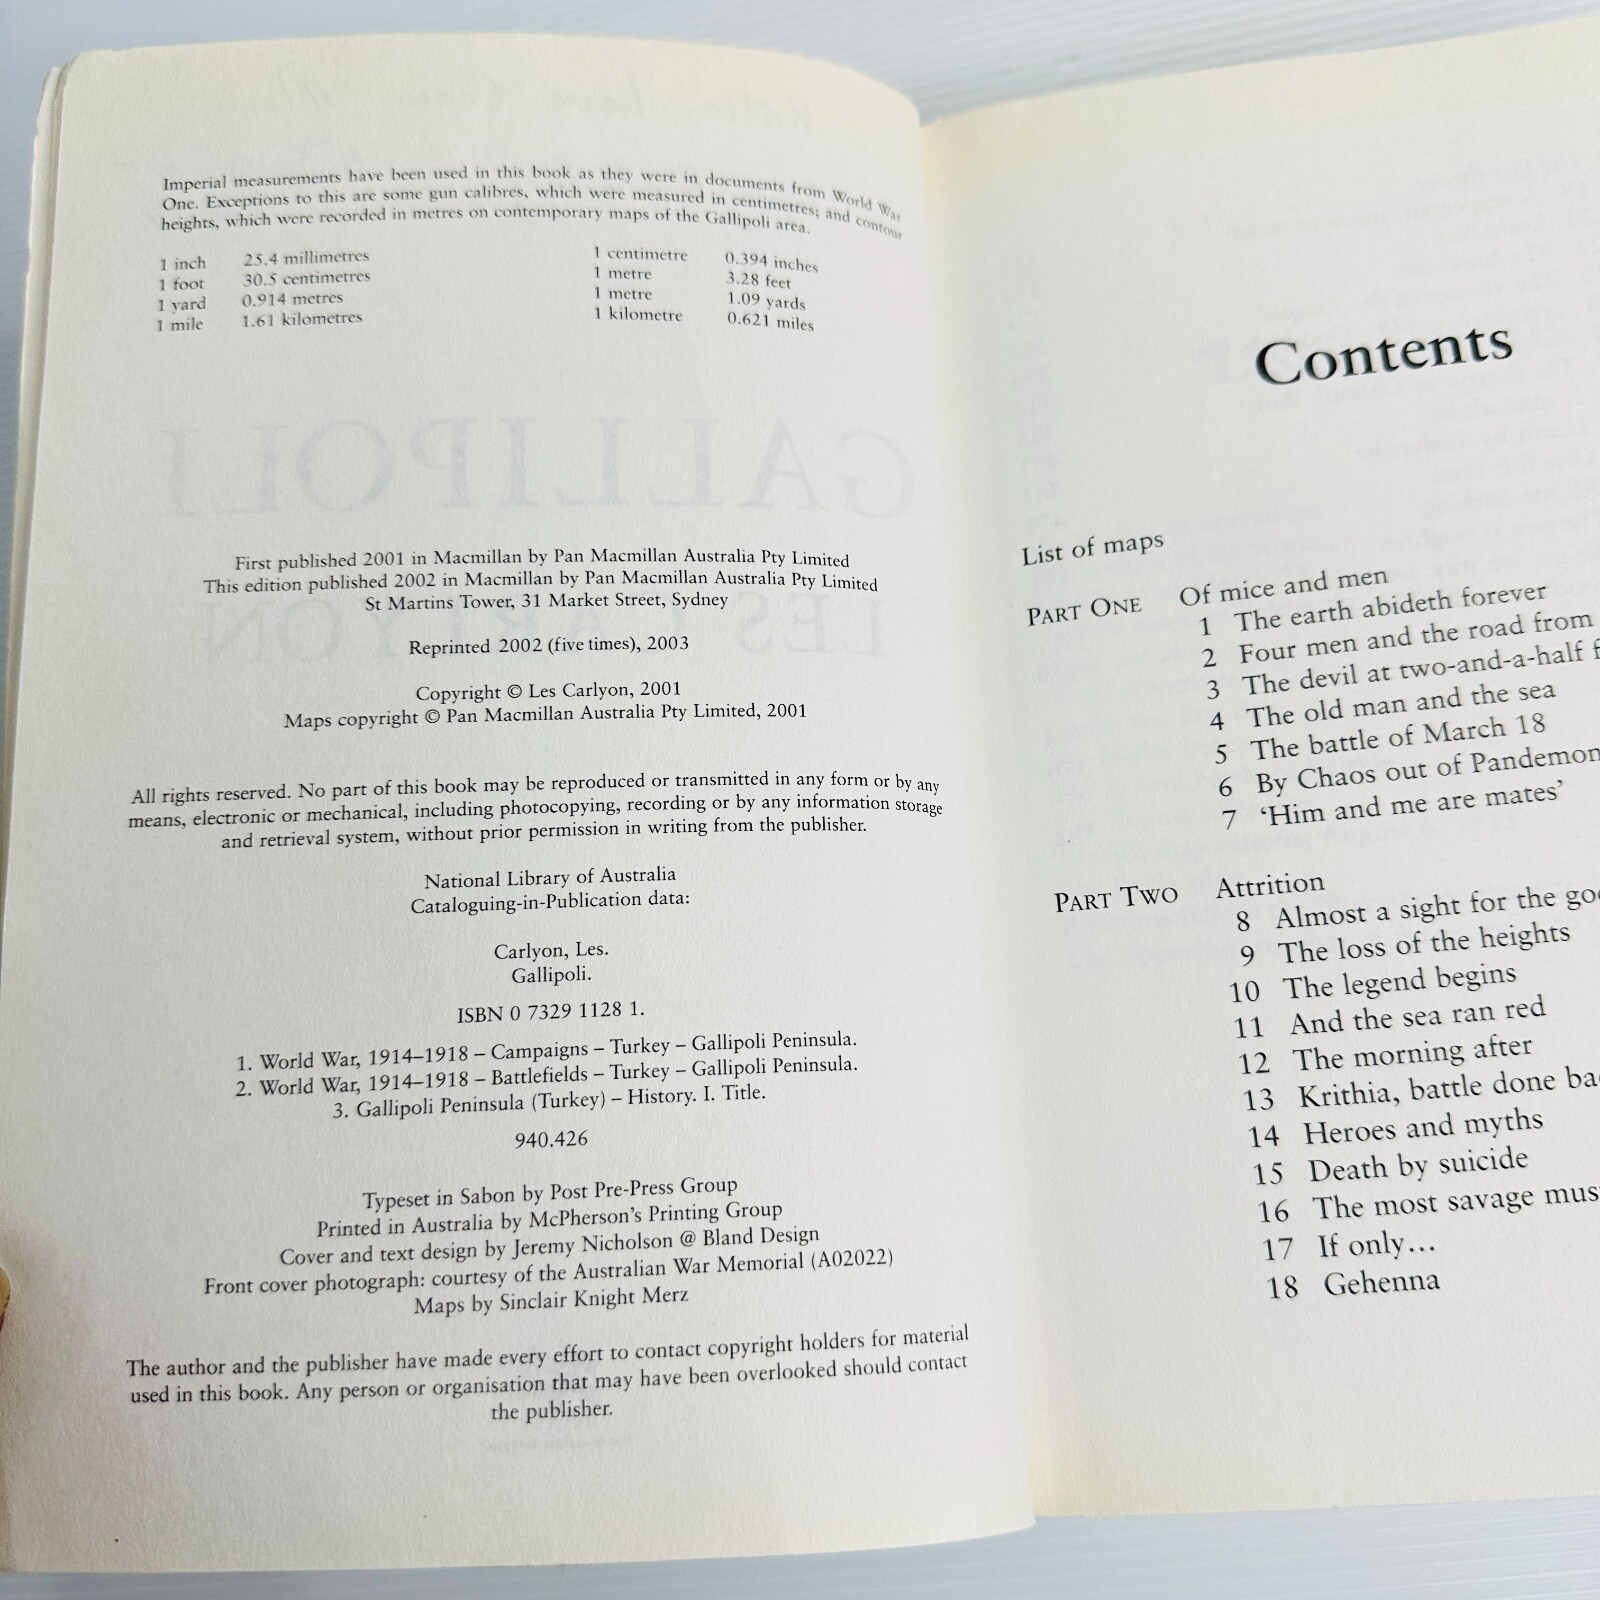 Imperial measurements have been used in this book as they were in documents from World War
One. Exceptions to this are some gun calibres, which were measured in centimetres; and contour
heights, which were recorded in metres on contemporary maps of the Gallipoli area.
1 inch 25.4 millimetres 1 centimetre 0.394 inches
1 foot 30.5 centimetres 1 metre 3.28 feet
1 yard 0.914 metres 1 metre 1.09 yards
1 mile 1.61 kilometres 1 kilometre 0.621 miles
First published 2001 in Macmillan by Pan Macmillan Australia Pty Limited
This edition published 2002 in Macmillan by Pan Macmillan Australia Pty Limited
St Martins Tower, 31 Market Street, Sydney
Reprinted 2002 (five times), 2003
Copyright © Les Carlyon, 2001
Maps copyright © Pan Macmillan Australia Pty Limited, 2001
All rights reserved. No part of this book may be reproduced or transmitted in any form or by any
means, electronic or mechanical, including photocopying, recording or by any information storage
and retrieval system, without prior permission in writing from the publisher.
National Library of Australia
Cataloguing-in-Publication data:
Carlyon, Les.
Gallipoli.
ISBN 0 7329 1128 1.
1. World War, 1914–1918 – Campaigns – Turkey – Gallipoli Peninsula.
2. World War, 1914–1918 – Battlefields – Turkey – Gallipoli Peninsula.
3. Gallipoli Peninsula (Turkey) – History. I. Title.
940.426
Typeset in Sabon by Post Pre-Press Group
Printed in Australia by McPherson's Printing Group
Cover and text design by Jeremy Nicholson @ Bland Design
Front cover photograph: courtesy of the Australian War Memorial (A02022)
Maps by Sinclair Knight Merz
The author and the publisher have made every effort to contact copyright holders for material
used in this book. Any person or organisation that may have been overlooked should contact
the publisher.
Contents
List of maps
PART ONE Of mice and men
1 The earth abideth forever
2 Four men and the road from
3 The devil at two-and-a-half f
4 The old man and the sea
5 The battle of March 18
6 By Chaos out of Pandemon
7 ‘Him and me are mates’
PART TWO Attrition
8 Almost a sight for the go
9 The loss of the heights
10 The legend begins
11 And the sea ran red
12 The morning after
13 Krithia, battle done ba
14 Heroes and myths
15 Death by suicide
16 The most savage mus
17 If only...
18 Gehenna